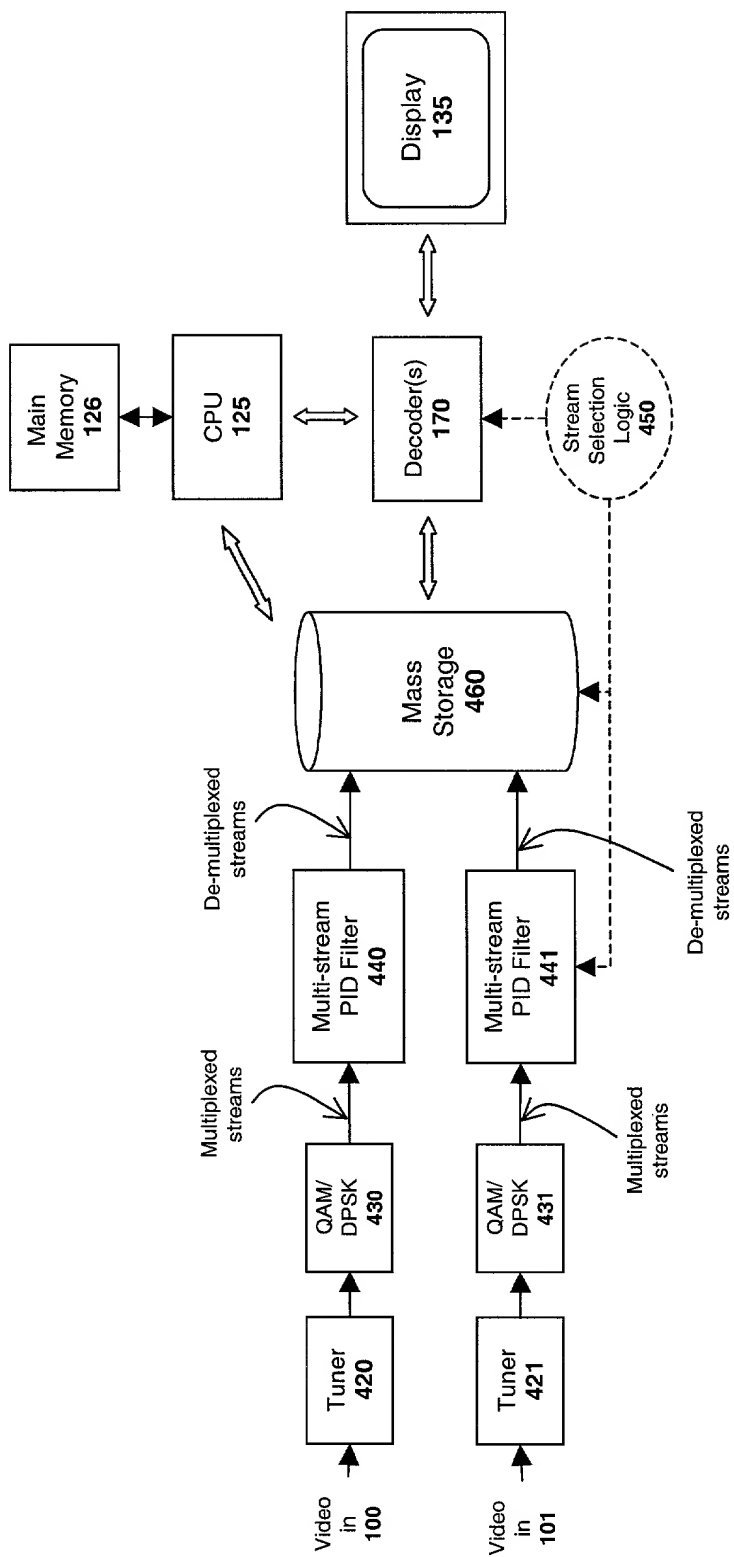 Video
in
100
Tuner
420
QAM/
DPSK
430
Multiplexed
streams
Multi-stream
PID Filter
440
De-multiplexed
streams
Video
in
101
Tuner
421
QAM/
DPSK
431
Multiplexed
streams
Multi-stream
PID Filter
441
De-multiplexed
streams
Mass
Storage
460
Main
Memory
126
CPU
125
Decoder(s)
170
Stream
Selection
Logic
450
Display
135